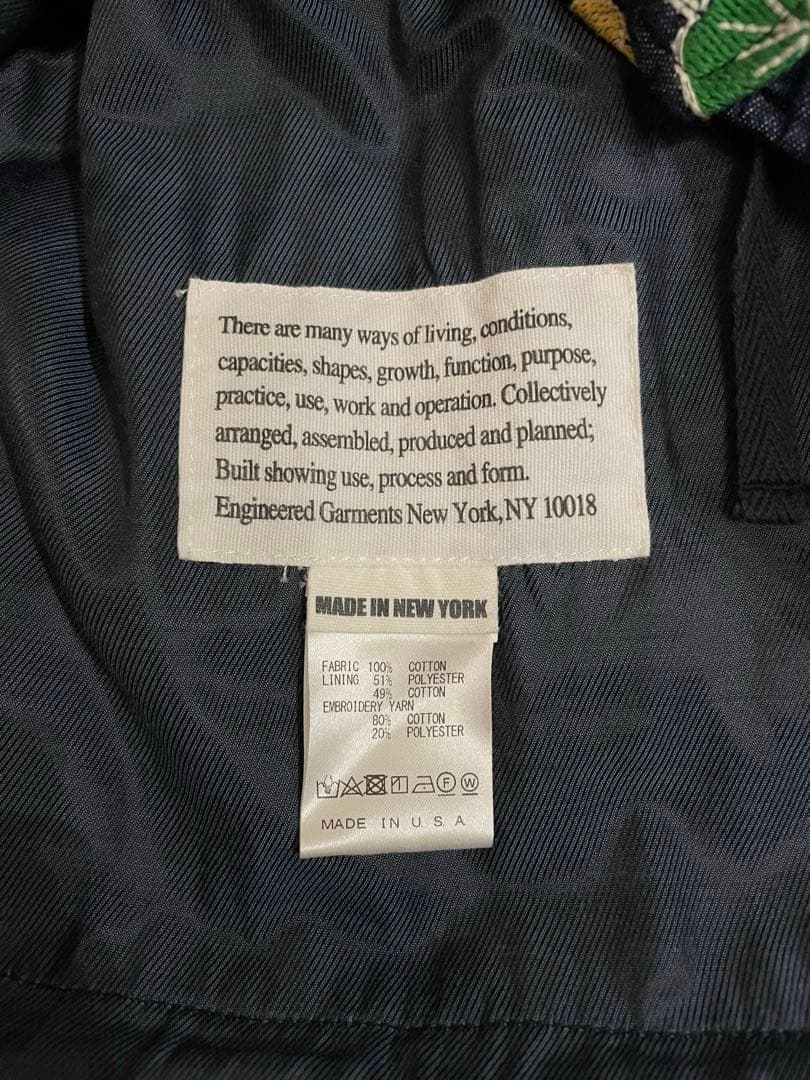 There are many ways of living, conditions,
capacities, shapes, growth, function, purpose,
practice, use, work and operation. Collectively
arranged, assembled, produced and planned;
Built showing use, process and form.
Engineered Garments New York, NY 10018
MADE IN NEW YORK
FABRIC 100% COTTON
LINING 51% POLYESTER
49% COTTON
EMBROIDERY YARN
80% COTTON
20% POLYESTER
F W
MADE IN U.S.A